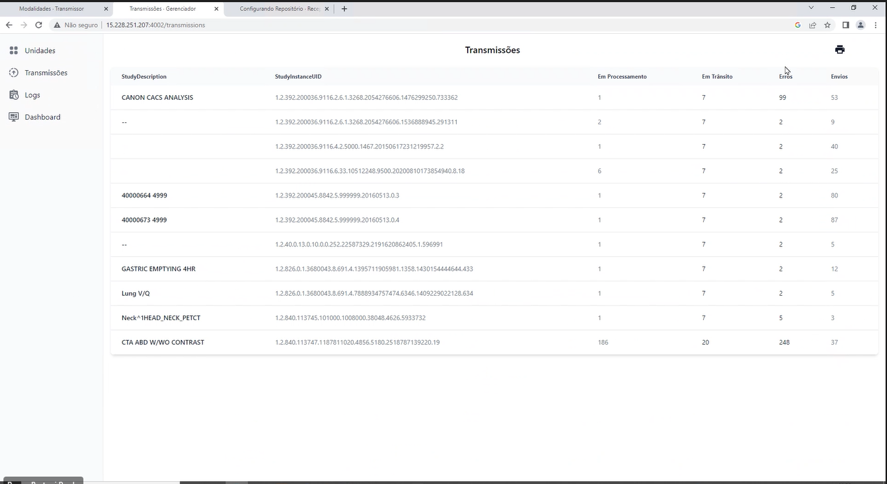 Modalidades - Transmissor
Transmissões - Gerenciador
Configurando Repositório - Rece
Não seguro | 15.228.251.207:4002/transmissions
Unidades
Transmissões
Transmissões
Logs
Dashboard
StudyDescription StudyInstanceUID Em Processamento Em Trânsito Erros Envios
CANON CACS ANALYSIS 1.2.392.200036.9116.2.6.1.3268.2054276606.1476299250.733362 1 7 99 53
-- 1.2.392.200036.9116.2.6.1.3268.2054276606.1536888945.291311 2 7 2 9
1.2.392.200036.9116.4.2.5000.1467.20150617231219957.2.2 1 7 2 40
1.2.392.200036.9116.6.33.10512248.9500.20200810173854940.8.18 6 7 2 25
40000664 4999 1.2.392.200045.8842.5.999999.20160513.0.3 1 7 2 80
40000673 4999 1.2.392.200045.8842.5.999999.20160513.0.4 1 7 2 87
-- 1.2.40.0.13.0.10.0.0.252.22587329.2191620862405.1.596991 1 7 2 5
GASTRIC EMPTYING 4HR 1.2.826.0.1.3680043.8.691.4.1395711905981.1358.1430154444644.433 1 7 2 12
Lung V/Q 1.2.826.0.1.3680043.8.691.4.7888934757474.6346.1409229022128.634 1 7 2 5
Neck^1HEAD_NECK_PETCT 1.2.840.113745.101000.1008000.38048.4626.5933732 1 7 5 3
CTA ABD W/WO CONTRAST 1.2.840.113747.1187811020.4856.5180.2518787139220.19 186 20 248 37